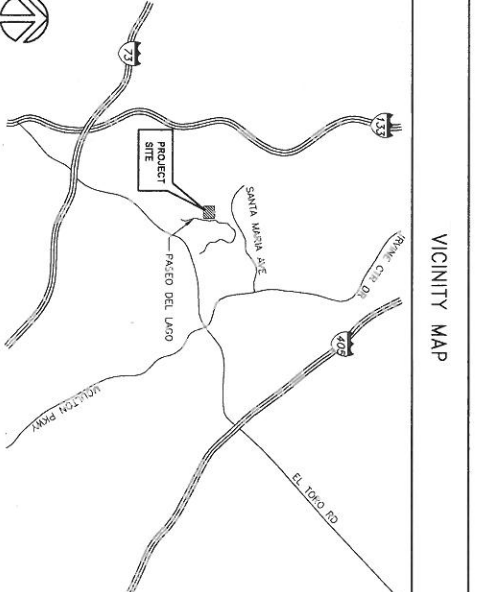 VICINITY MAP
133
IRVINE CTR DR
405
73
PROJECT
SITE
SANTA MARIA AVE
PASEO DEL LAGO
MOULTON PKWY
EL TORO RD